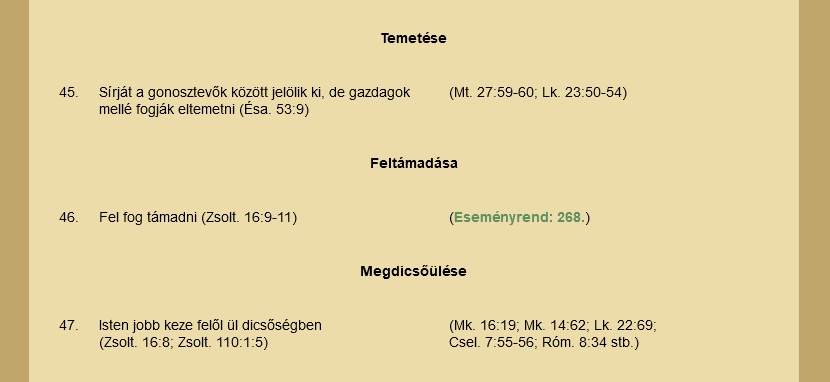 Temetése
45. Sírját a gonosztevők között jelölik ki, de gazdagok (Mt. 27:59-60; Lk. 23:50-54)
mellé fogják eltemetni (Ésa. 53:9)
Feltámadása
46. Fel fog támadni (Zsolt. 16:9-11) (Eseményrend: 268.)
Megdicsőülése
47. Isten jobb keze felől ül dicsőségben (Mk. 16:19; Mk. 14:62; Lk. 22:69;
(Zsolt. 16:8; Zsolt. 110:1:5) Csel. 7:55-56; Róm. 8:34 stb.)